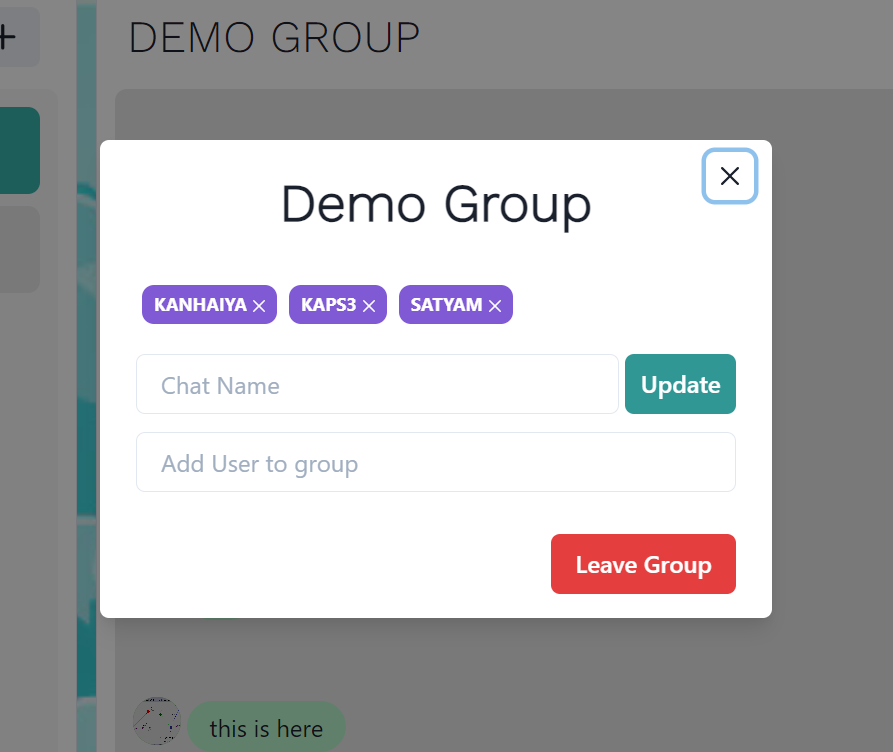 DEMO GROUP
Demo Group
KANHAIYA KAPS3 SATYAM
Chat Name Update
Add User to group
Leave Group
this is here